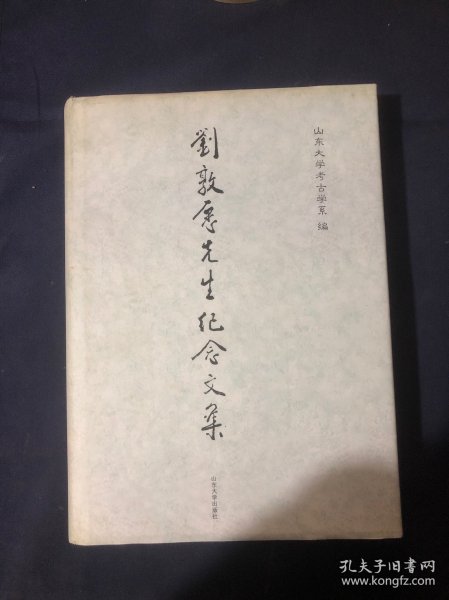 山东大学考古学系 编
劉敦愿先生纪念文集
山东大学出版社
孔夫子旧书网
www.kongfz.com